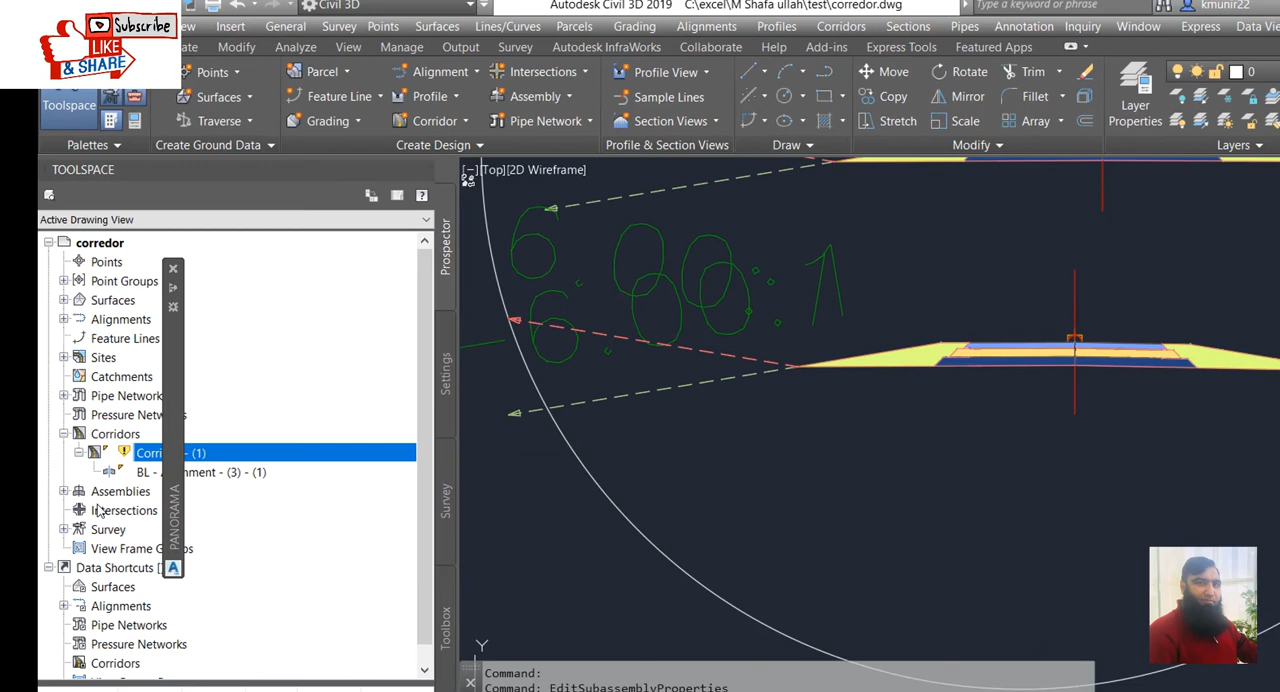 Subscribe
LIKE
& SHARE
Civil 3D
Autodesk Civil 3D 2019 C:\excel\M Shafa ullah\test\corredor.dwg
Type a keyword or phrase
kmunir22
Insert General Survey Points Surfaces Lines/Curves Parcels Grading Alignments Profiles Corridors Sections Pipes Annotation Inquiry Express Data Vi
Modify Analyze View Manage Output Survey Autodesk InfraWorks Collaborate Help Add-ins Express Tools Featured Apps
Toolspace
Points Parcel Alignment Intersections Profile View Move Rotate Trim
Surfaces Feature Line Profile Assembly Sample Lines Copy Mirror Fillet
Traverse Grading Corridor Pipe Network Section Views Stretch Scale Array
Layer
Properties
0
Palettes Create Ground Data Create Design Profile & Section Views Draw Modify Layers
TOOLSPACE
[−][Top][2D Wireframe]
Active Drawing View
corredor
Points
Point Groups
Surfaces
Alignments
Feature Lines
Sites
Catchments
Pipe Network
Pressure Netw ks
Corridors
Corri - (1)
BL - A nment - (3) - (1)
Assemblies
Intersections
Survey
View Frame G ps
Data Shortcuts [
Surfaces
Alignments
Pipe Networks
Pressure Networks
Corridors
PANORAMA
Prospector
Settings
Survey
Toolbox
6.00:1
6.00:
Y
Command:
Command: EditSubassemblyProperties